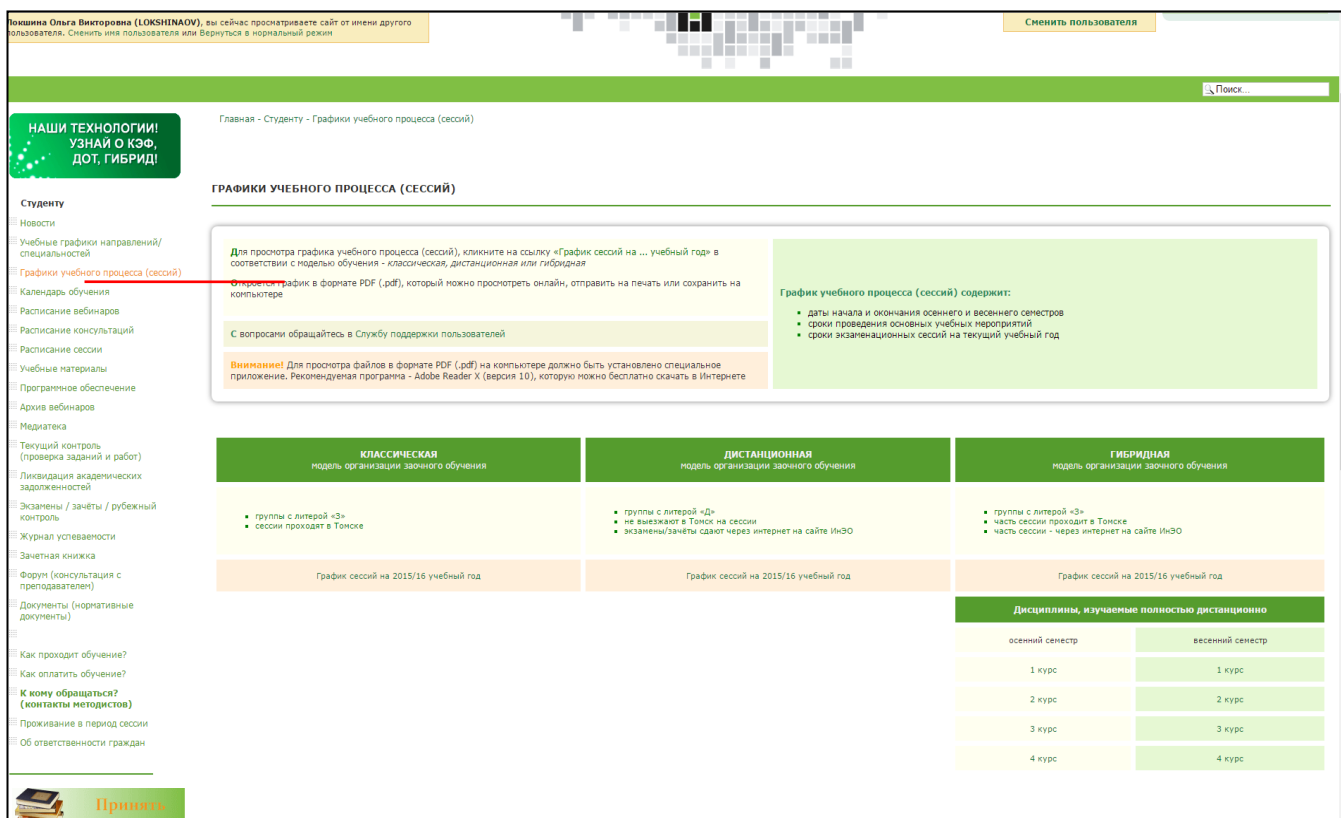 Локшина Ольга Викторовна (LOKSHINAOV), вы сейчас просматриваете сайт от имени другого
пользователя. Сменить имя пользователя или Вернуться в нормальный режим
Сменить пользователя
Поиск...
НАШИ ТЕХНОЛОГИИ!
УЗНАЙ О КЭФ,
ДОТ, ГИБРИД!
Главная - Студенту - Графики учебного процесса (сессий)
ГРАФИКИ УЧЕБНОГО ПРОЦЕССА (СЕССИЙ)
Студенту
Новости
Учебные графики направлений/
специальностей
Графики учебного процесса (сессий)
Календарь обучения
Расписание вебинаров
Расписание консультаций
Расписание сессии
Учебные материалы
Программное обеспечение
Архив вебинаров
Медиатека
Текущий контроль
(проверка заданий и работ)
Ликвидация академических
задолженностей
Экзамены / зачёты / рубежный
контроль
Журнал успеваемости
Зачетная книжка
Форум (консультация с
преподавателем)
Документы (нормативные
документы)
Как проходит обучение?
Как оплатить обучение?
К кому обращаться?
(контакты методистов)
Проживание в период сессии
Об ответственности граждан
Принять
Для просмотра графика учебного процесса (сессий), кликните на ссылку «График сессий на ... учебный год» в
соответствии с моделью обучения - классическая, дистанционная или гибридная
Откроется график в формате PDF (.pdf), который можно просмотреть онлайн, отправить на печать или сохранить на
компьютере
С вопросами обращайтесь в Службу поддержки пользователей
Внимание! Для просмотра файлов в формате PDF (.pdf) на компьютере должно быть установлено специальное
приложение. Рекомендуемая программа - Adobe Reader X (версия 10), которую можно бесплатно скачать в Интернете
График учебного процесса (сессий) содержит:
даты начала и окончания осеннего и весеннего семестров
сроки проведения основных учебных мероприятий
сроки экзаменационных сессий на текущий учебный год
КЛАССИЧЕСКАЯ
модель организации заочного обучения
группы с литерой «З»
сессии проходят в Томске
График сессий на 2015/16 учебный год
ДИСТАНЦИОННАЯ
модель организации заочного обучения
группы с литерой «Д»
не выезжают в Томск на сессии
экзамены/зачёты сдают через интернет на сайте ИнЭО
График сессий на 2015/16 учебный год
ГИБРИДНАЯ
модель организации заочного обучения
группы с литерой «З»
часть сессии проходит в Томске
часть сессии - через интернет на сайте ИнЭО
График сессий на 2015/16 учебный год
Дисциплины, изучаемые полностью дистанционно
осенний семестр весенний семестр
1 курс 1 курс
2 курс 2 курс
3 курс 3 курс
4 курс 4 курс